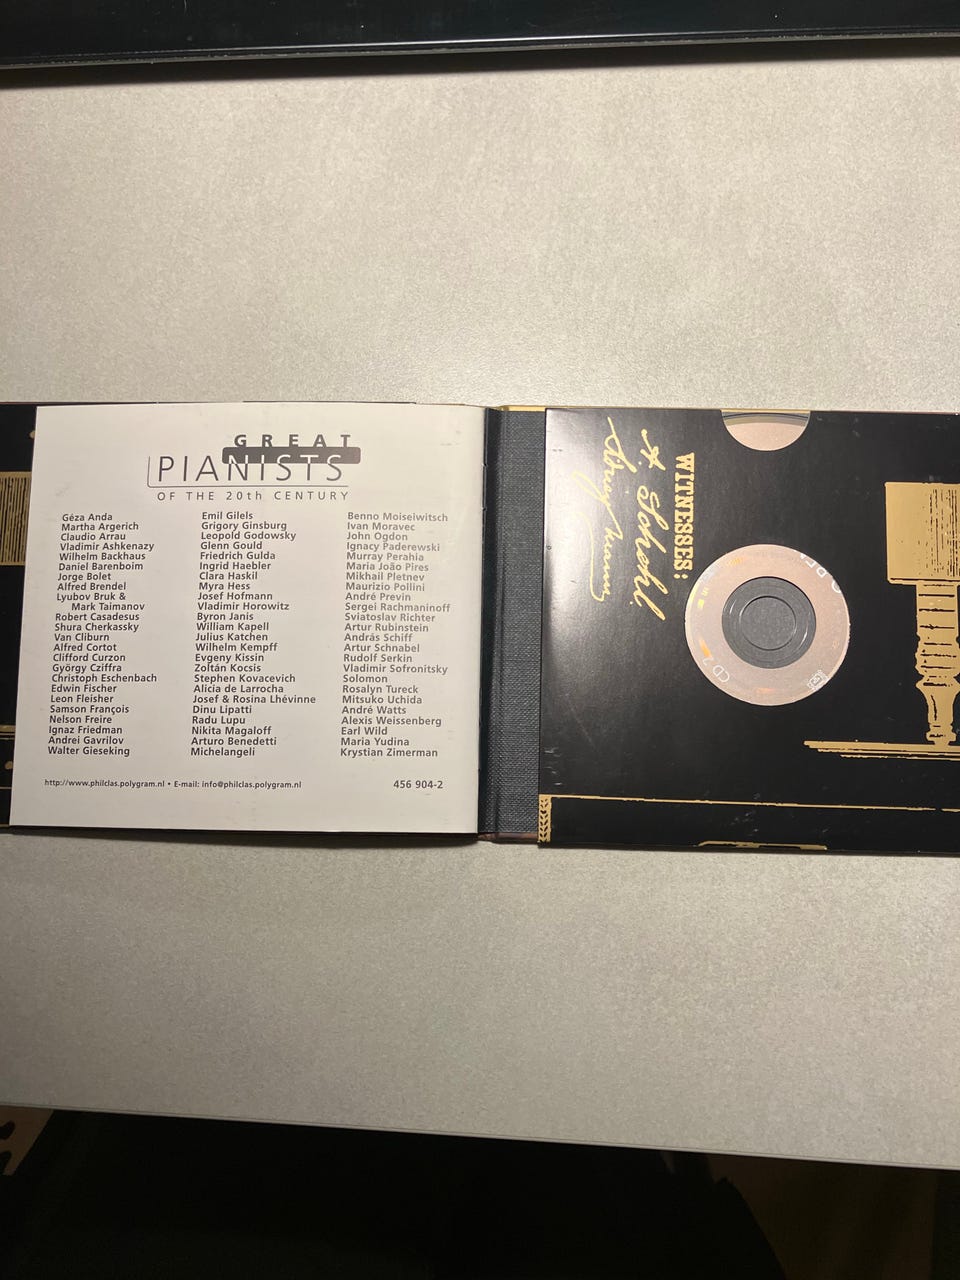 GREAT
PIANISTS
OF THE 20th CENTURY
Géza Anda
Martha Argerich
Claudio Arrau
Vladimir Ashkenazy
Wilhelm Backhaus
Daniel Barenboim
Jorge Bolet
Alfred Brendel
Lyubov Bruk &
Mark Taimanov
Robert Casadesus
Shura Cherkassky
Van Cliburn
Alfred Cortot
Clifford Curzon
György Cziffra
Christoph Eschenbach
Edwin Fischer
Leon Fleisher
Samson François
Nelson Freire
Ignaz Friedman
Andrei Gavrilov
Walter Gieseking
Emil Gilels
Grigory Ginsburg
Leopold Godowsky
Glenn Gould
Friedrich Gulda
Ingrid Haebler
Clara Haskil
Myra Hess
Josef Hofmann
Vladimir Horowitz
Byron Janis
William Kapell
Julius Katchen
Wilhelm Kempff
Evgeny Kissin
Zoltán Kocsis
Stephen Kovacevich
Alicia de Larrocha
Josef & Rosina Lhévinne
Dinu Lipatti
Radu Lupu
Nikita Magaloff
Arturo Benedetti
Michelangeli
Benno Moiseiwitsch
Ivan Moravec
John Ogdon
Ignacy Paderewski
Murray Perahia
Maria João Pires
Mikhail Pletnev
Maurizio Pollini
André Previn
Sergei Rachmaninoff
Sviatoslav Richter
Artur Rubinstein
András Schiff
Artur Schnabel
Rudolf Serkin
Vladimir Sofronitsky
Solomon
Rosalyn Tureck
Mitsuko Uchida
André Watts
Alexis Weissenberg
Earl Wild
Maria Yudina
Krystian Zimerman
http://www.philclas.polygram.nl • E-mail: info@philclas.polygram.nl
456 904-2
WITNESSES:
CD 2